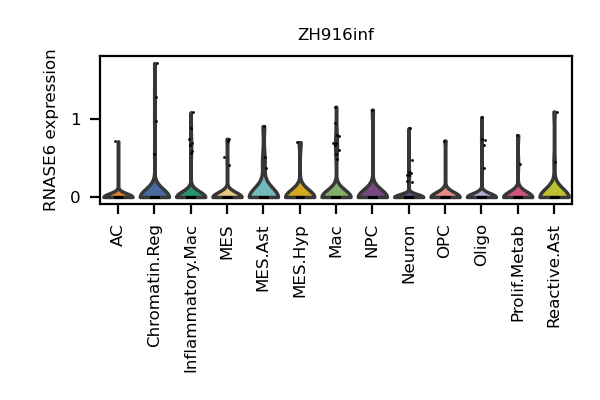 ZH916inf
RNASE6 expression
1
0
AC
Chromatin.Reg
Inflammatory.Mac
MES
MES.Ast
MES.Hyp
Mac
NPC
Neuron
OPC
Oligo
Prolif.Metab
Reactive.Ast